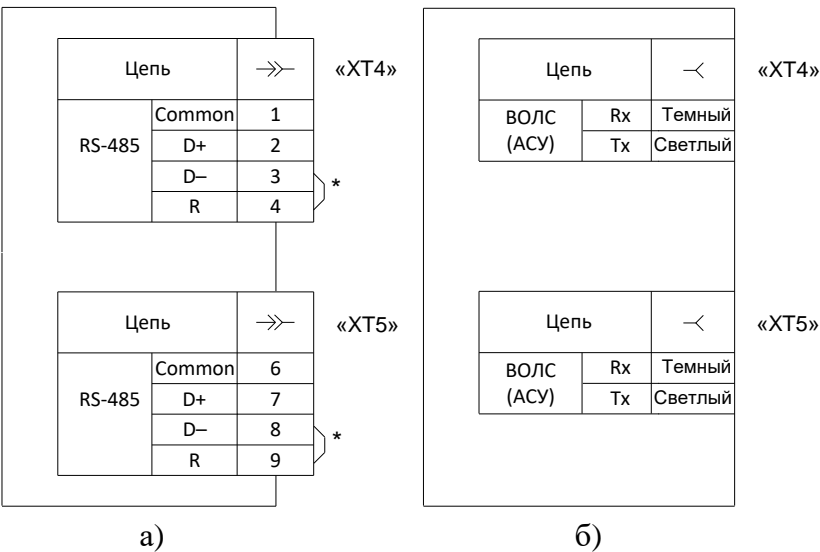 Цепь «XT4»
RS-485 Common 1
D+ 2
D– 3 *
R 4
Цепь «XT5»
RS-485 Common 6
D+ 7
D– 8 *
R 9
а)
Цепь «XT4»
ВОЛС (АСУ) Rx Темный
Tx Светлый
Цепь «XT5»
ВОЛС (АСУ) Rx Темный
Tx Светлый
б)